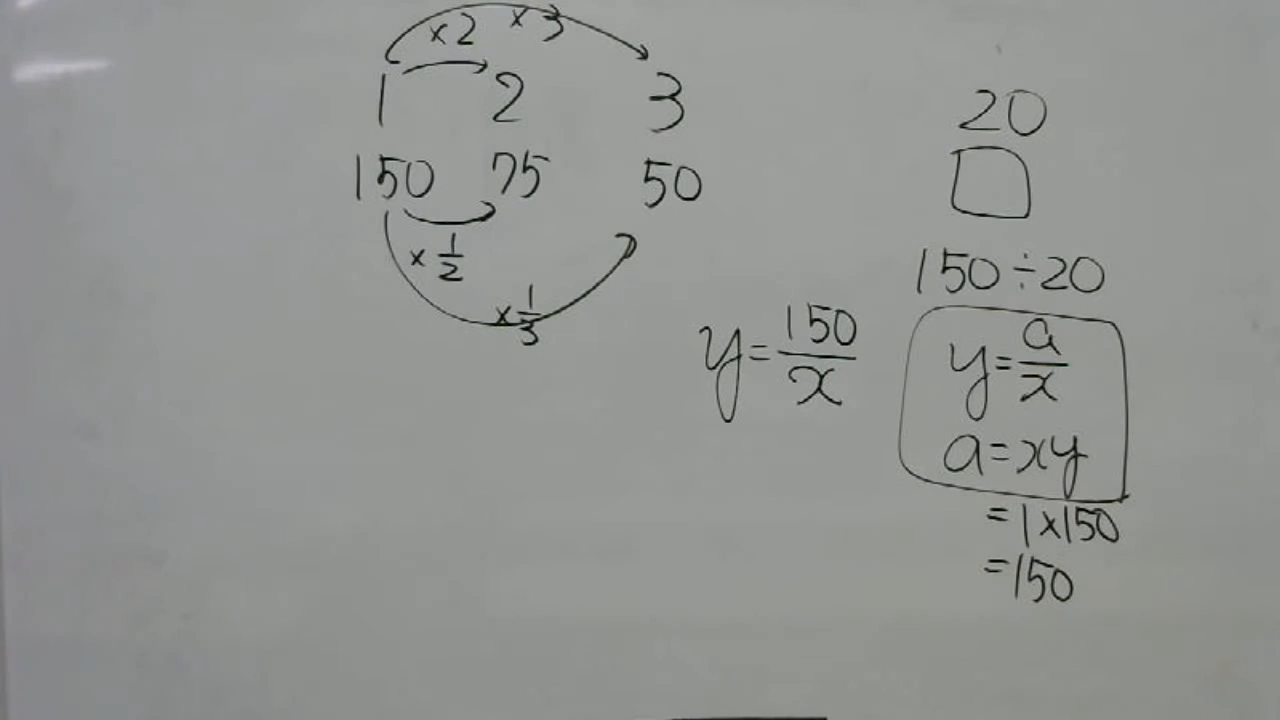 ×2 ×3
1 2 3 20
150 75 50 □
×1/2
×1/3
150÷20
y=150/x
y=a/x
a=xy
=1×150
=150